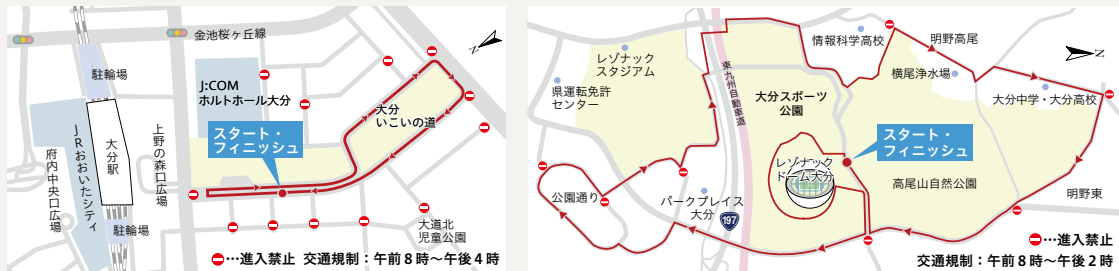 金池桜ヶ丘線
N
駐輪場
J:COM
ホルトホール大分
大分
いこいの道
スタート・
フィニッシュ
大分駅
JRおおいたシティ
上野の森口広場
府内中央口広場
駐輪場
大道北
児童公園
…進入禁止 交通規制：午前8時〜午後4時
情報科学高校
明野高尾
N
レゾナック
スタジアム
横尾浄水場
東九州自動車道
県運転免許
センター
大分スポーツ
公園
大分中学・大分高校
スタート・
フィニッシュ
レゾナック
ドーム大分
高尾山自然公園
公園通り
パークプレイス
大分
197
明野東
…進入禁止
交通規制：午前8時〜午後2時